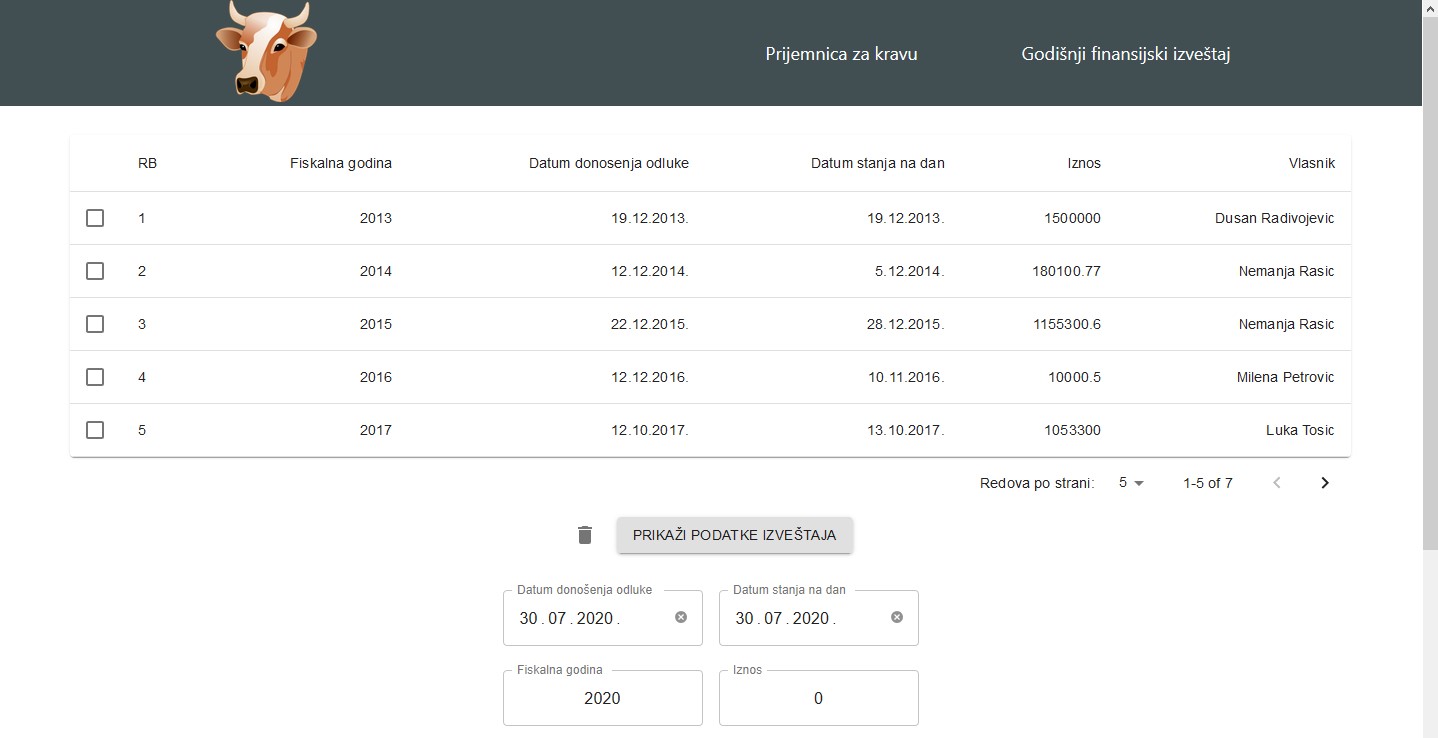 Prijemnica za kravu Godišnji finansijski izveštaj
RB Fiskalna godina Datum donosenja odluke Datum stanja na dan Iznos Vlasnik
1 2013 19.12.2013. 19.12.2013. 1500000 Dusan Radivojevic
2 2014 12.12.2014. 5.12.2014. 180100.77 Nemanja Rasic
3 2015 22.12.2015. 28.12.2015. 1155300.6 Nemanja Rasic
4 2016 12.12.2016. 10.11.2016. 10000.5 Milena Petrovic
5 2017 12.10.2017. 13.10.2017. 1053300 Luka Tosic
Redova po strani: 5 1-5 of 7
PRIKAŽI PODATKE IZVEŠTAJA
Datum donošenja odluke Datum stanja na dan
30.07.2020. 30.07.2020.
Fiskalna godina Iznos
2020 0